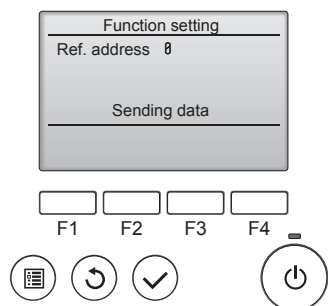 Function setting
Ref. address 0
Sending data
F1 F2 F3 F4